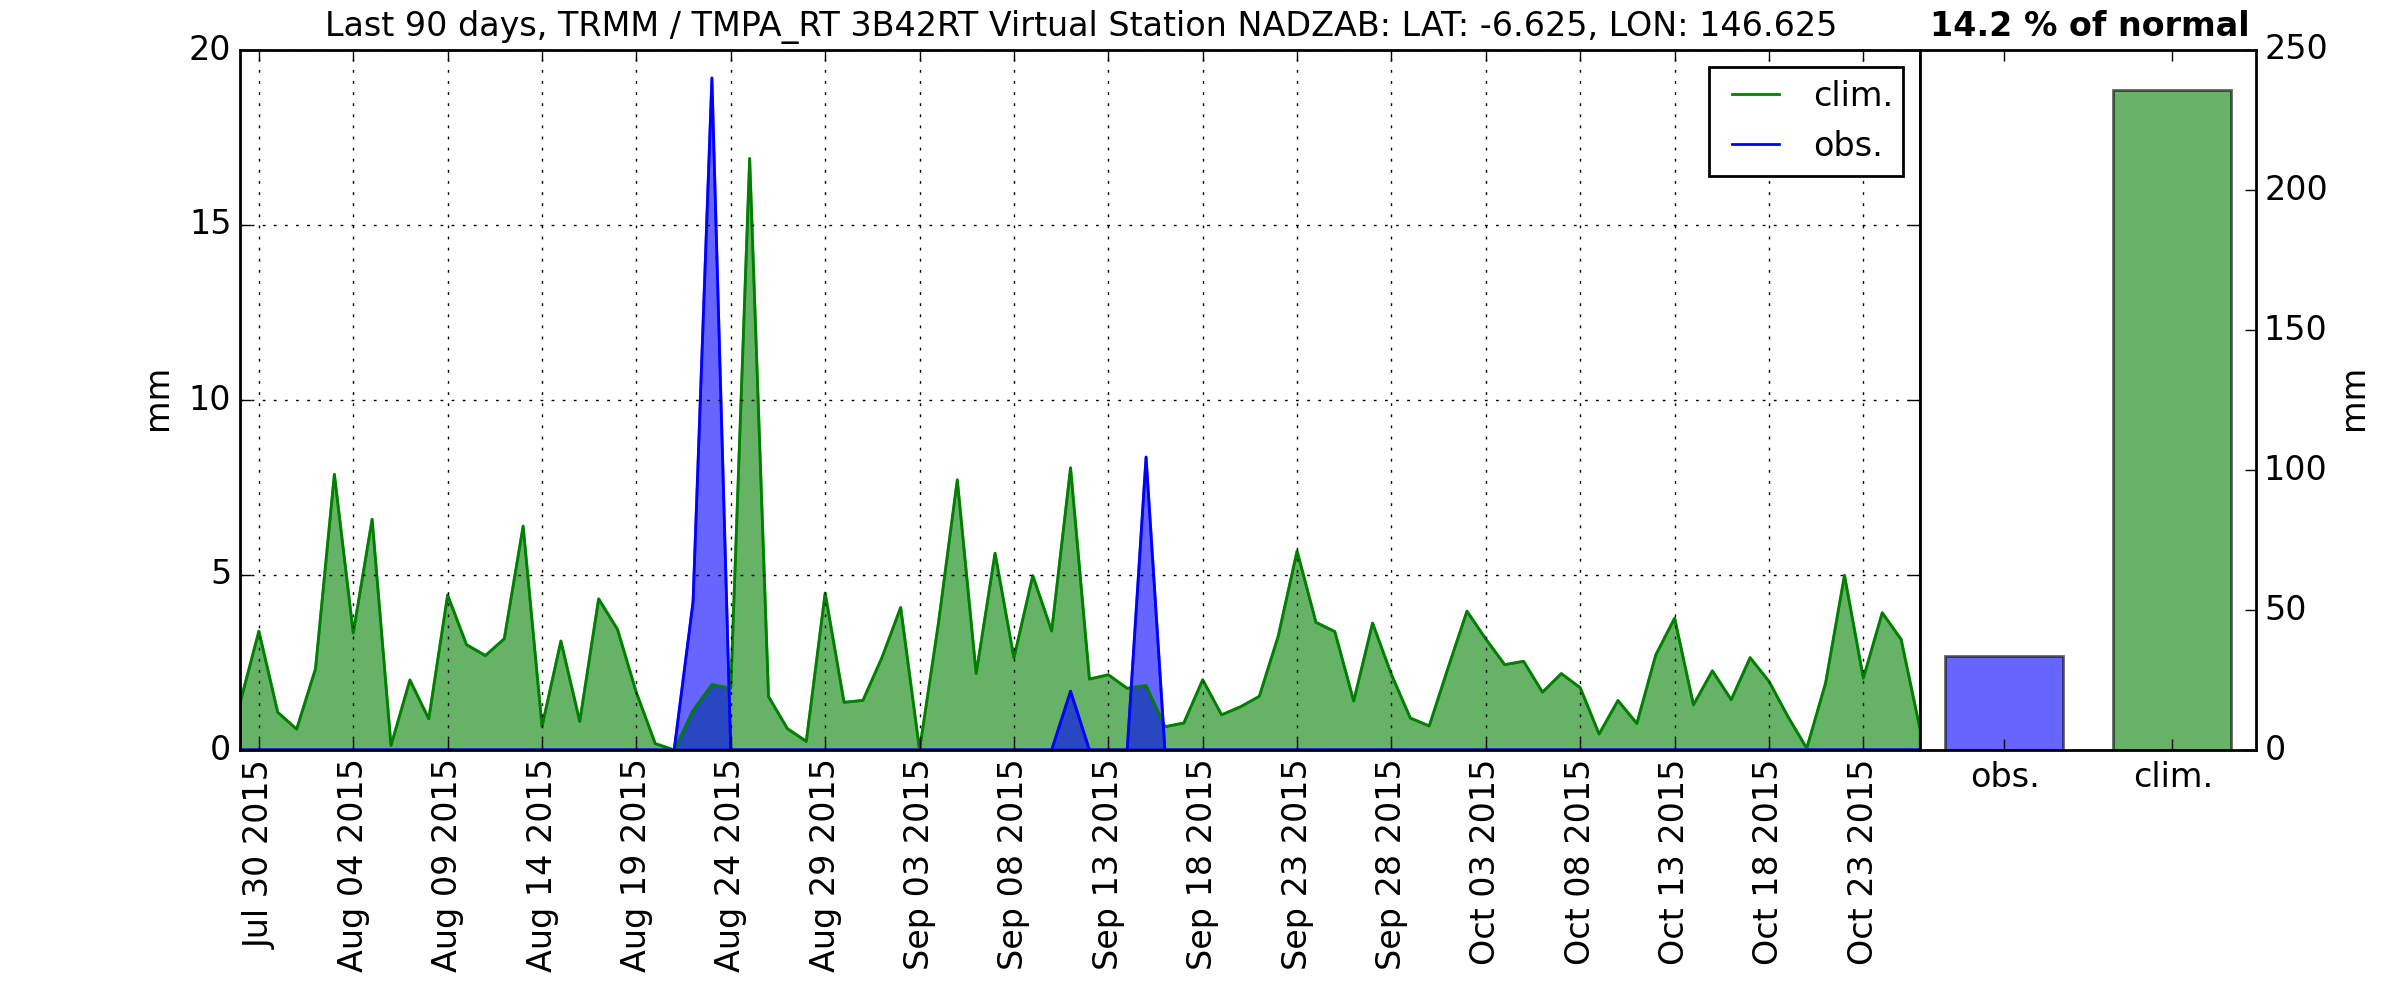 Last 90 days, TRMM / TMPA_RT 3B42RT Virtual Station NADZAB: LAT: -6.625, LON: 146.625
14.2 % of normal
20
15
10
5
0
mm
clim.
obs.
Jul 30 2015
Aug 04 2015
Aug 09 2015
Aug 14 2015
Aug 19 2015
Aug 24 2015
Aug 29 2015
Sep 03 2015
Sep 08 2015
Sep 13 2015
Sep 18 2015
Sep 23 2015
Sep 28 2015
Oct 03 2015
Oct 08 2015
Oct 13 2015
Oct 18 2015
Oct 23 2015
250
200
150
100
50
0
mm
obs.
clim.